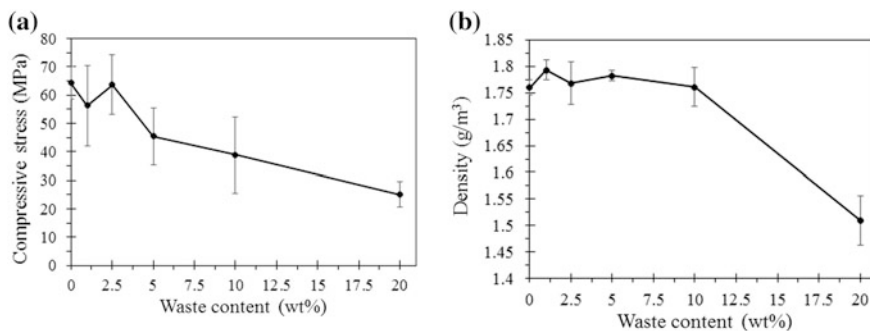 (a)
Compressive stress (MPa)
80
70
60
50
40
30
20
10
0
0 2.5 5 7.5 10 12.5 15 17.5 20
Waste content (wt%)
(b)
Density (g/m³)
1.85
1.8
1.75
1.7
1.65
1.6
1.55
1.5
1.45
1.4
0 2.5 5 7.5 10 12.5 15 17.5 20
Waste content (wt%)